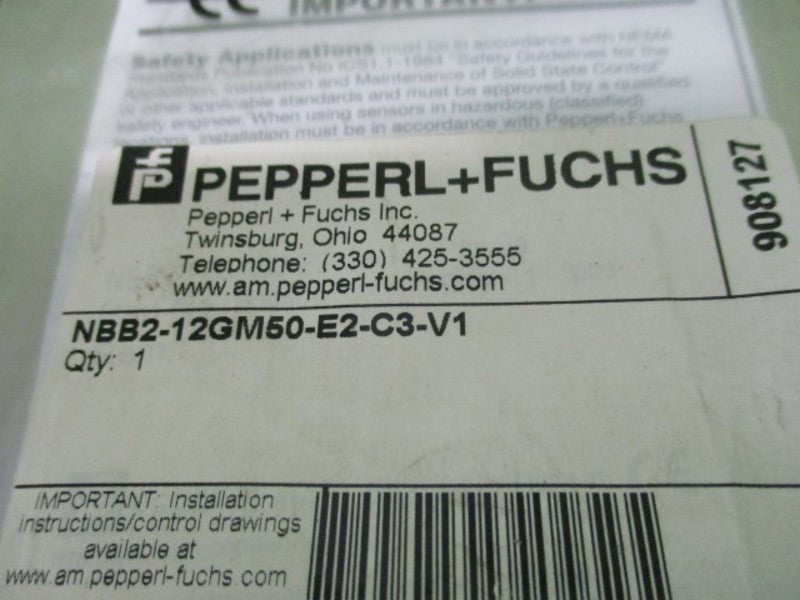 IMPORTANT
Safety Applications must be in accordance with NEMA
Standards Publication No "Safety Guidelines for the
Application, Installation and Maintenance of Solid State Control"
or other applicable standards and must be approved by a qualified
safety engineer. When using sensors in hazardous (classified)
installation must be in accordance with Pepperl+Fuchs
PEPPERL+FUCHS
Pepperl + Fuchs Inc.
Twinsburg, Ohio 44087
Telephone: (330) 425-3555
www.am.pepperl-fuchs.com
908127
NBB2-12GM50-E2-C3-V1
Qty: 1
IMPORTANT: Installation
instructions/control drawings
available at
www.am.pepperl-fuchs.com